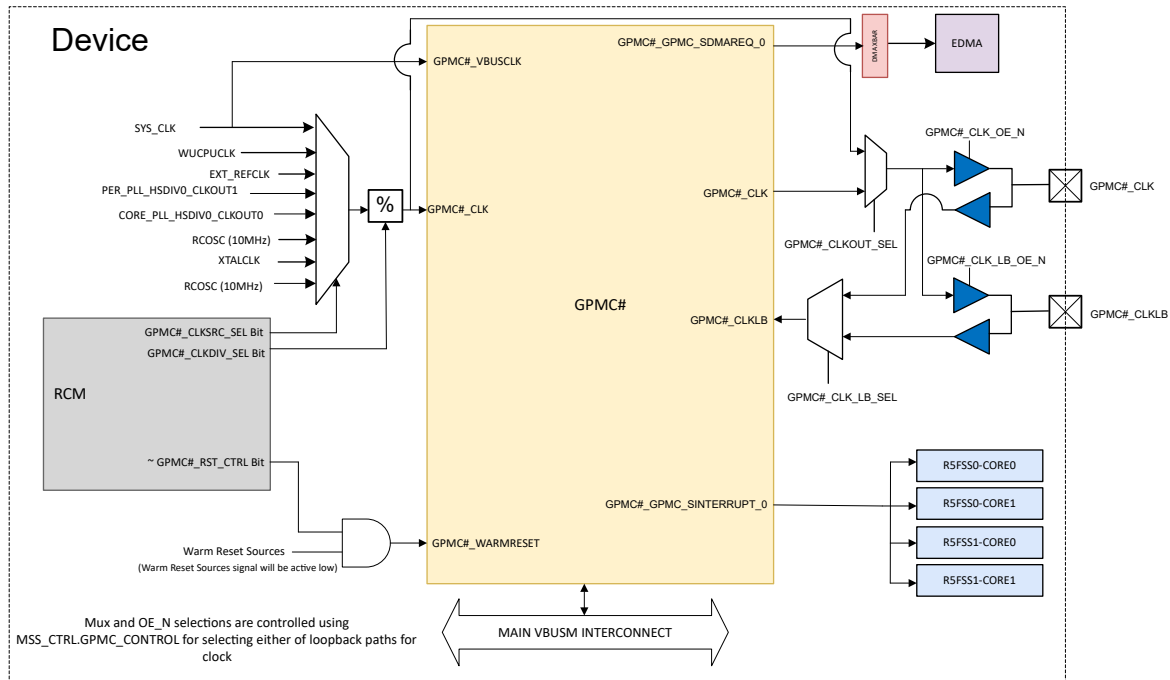 Device
GPMC#_VBUSCLK
GPMC#_GPMC_SDMAREQ_0
DMAXBAR
EDMA
SYS_CLK
WUCPUCLK
EXT_REFCLK
PER_PLL_HSDIV0_CLKOUT1
CORE_PLL_HSDIV0_CLKOUT0
RCOSC (10MHz)
XTALCLK
RCOSC (10MHz)
%
GPMC#_CLK
GPMC#_CLK
GPMC#_CLK_OE_N
GPMC#_CLK
GPMC#_CLKOUT_SEL
GPMC#_CLK_LB_OE_N
GPMC#
GPMC#_CLKLB
GPMC#_CLKLB
GPMC#_CLK_LB_SEL
GPMC#_CLKSRC_SEL Bit
GPMC#_CLKDIV_SEL Bit
RCM
~ GPMC#_RST_CTRL Bit
GPMC#_WARMRESET
Warm Reset Sources
(Warm Reset Sources signal will be active low)
GPMC#_GPMC_SINTERRUPT_0
R5FSS0-CORE0
R5FSS0-CORE1
R5FSS1-CORE0
R5FSS1-CORE1
Mux and OE_N selections are controlled using
MSS_CTRL.GPMC_CONTROL for selecting either of loopback paths for
clock
MAIN VBUSM INTERCONNECT